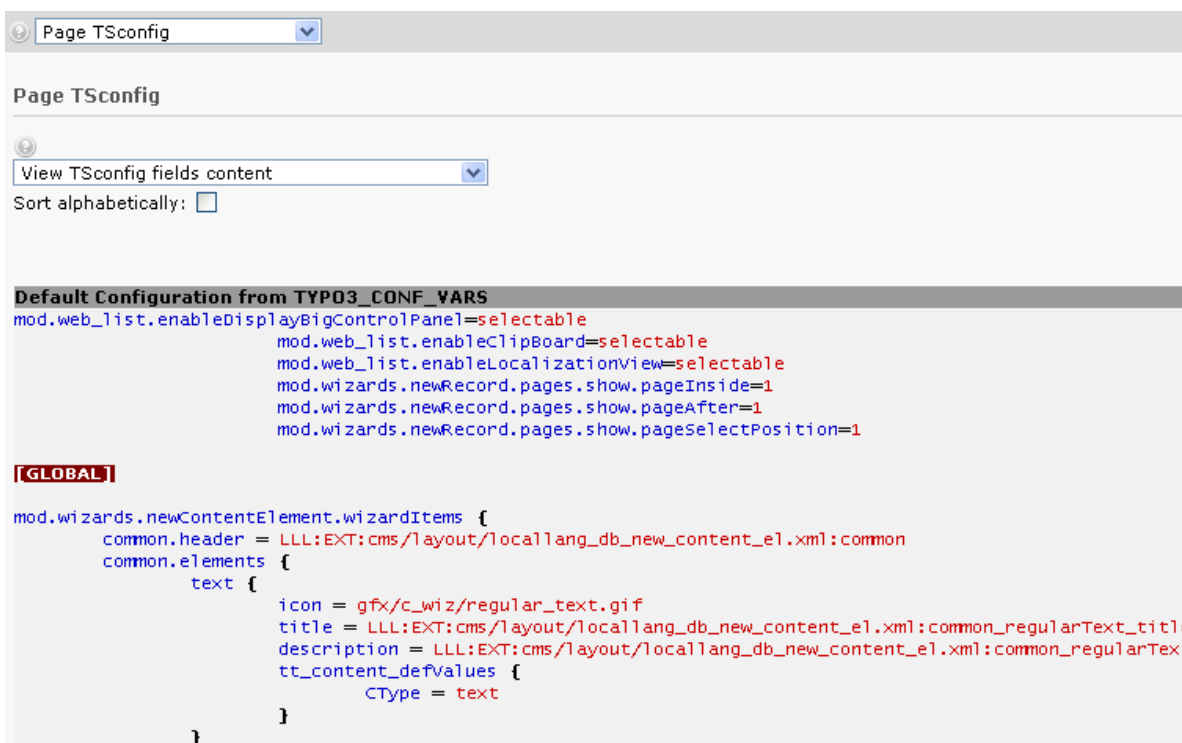 Page TSconfig
Page TSconfig
View TSconfig fields content
Sort alphabetically:
Default Configuration from TYPO3_CONF_VARS
mod.web_list.enableDisplayBigControlPanel=selectable
mod.web_list.enableClipBoard=selectable
mod.web_list.enableLocalizationView=selectable
mod.wizards.newRecord.pages.show.pageInside=1
mod.wizards.newRecord.pages.show.pageAfter=1
mod.wizards.newRecord.pages.show.pageSelectPosition=1
[GLOBAL]
mod.wizards.newContentElement.wizardItems {
common.header = LLL:EXT:cms/layout/locallang_db_new_content_el.xml:common
common.elements {
text {
icon = gfx/c_wiz/regular_text.gif
title = LLL:EXT:cms/layout/locallang_db_new_content_el.xml:common_regularText_titl
description = LLL:EXT:cms/layout/locallang_db_new_content_el.xml:common_regularTex
tt_content_defValues {
CType = text
}
}